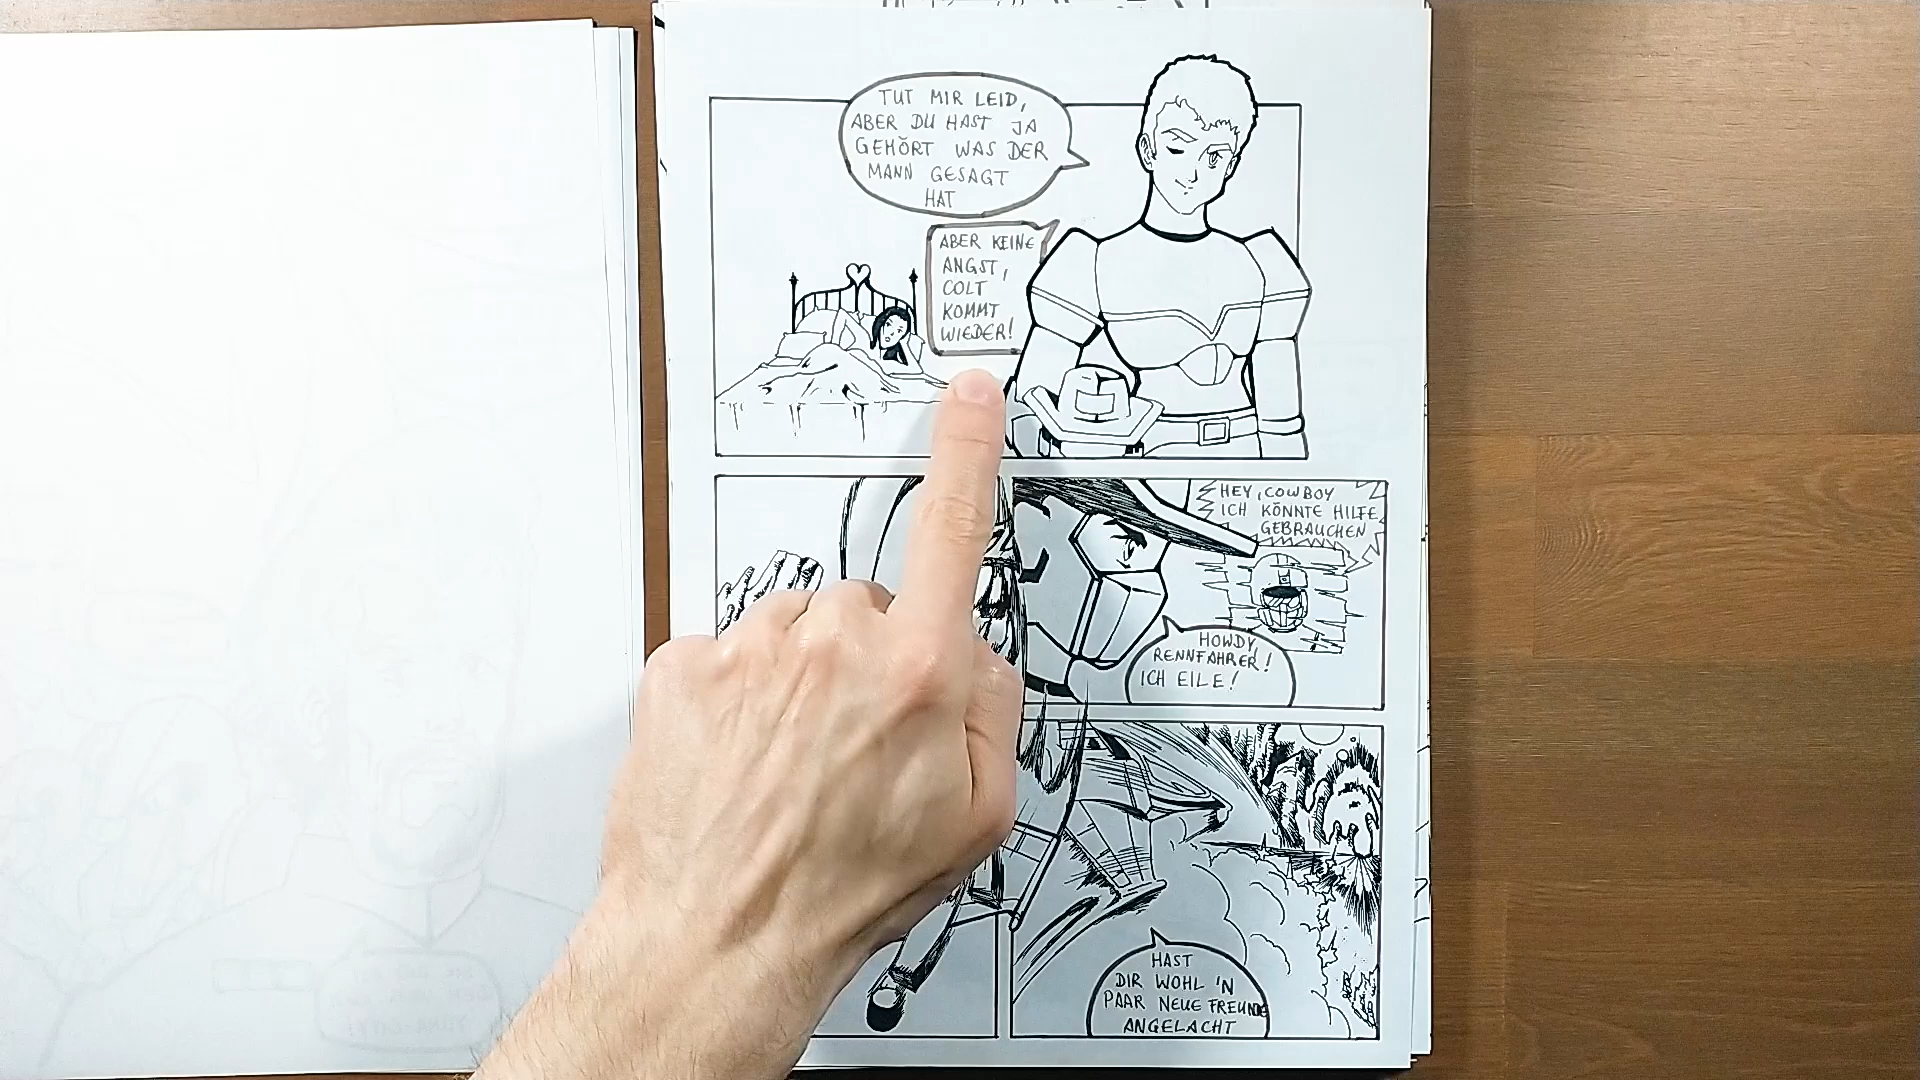 TUT MIR LEID,
ABER DU HAST JA
GEHÖRT WAS DER
MANN GESAGT
HAT
ABER KEINE
ANGST,
COLT
KOMMT
WIEDER!
HEY, COWBOY
ICH KÖNNTE HILFE
GEBRAUCHEN
HOWDY,
RENNFAHRER!
ICH EILE!
HAST
DIR WOHL 'N
PAAR NEUE FREUNDE
ANGELACHT